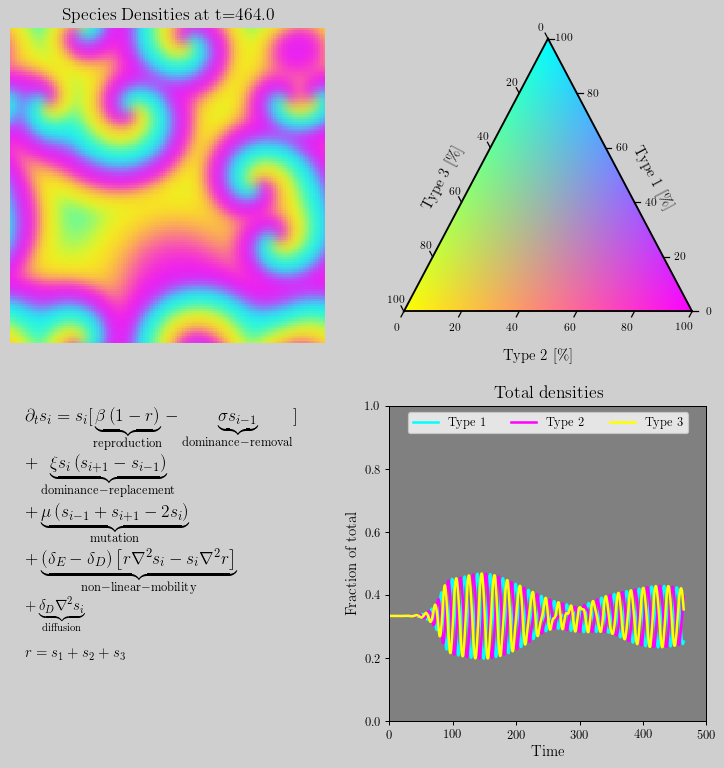 Species Densities at t=464.0
0
100
20
80
40
60
Type 3 [%]
Type 1 [%]
60
40
80
20
100
0
0
20
40
60
80
100
Type 2 [%]
∂ₜsᵢ = sᵢ[β (1 − r) − σsᵢ₋₁ ]
reproduction dominance−removal
+ ξsᵢ (sᵢ₊₁ − sᵢ₋₁)
dominance−replacement
+ μ (sᵢ₋₁ + sᵢ₊₁ − 2sᵢ)
mutation
+ (δ_E − δ_D) [r∇²sᵢ − sᵢ∇²r]
non−linear−mobility
+ δ_D∇²sᵢ
diffusion
r = s₁ + s₂ + s₃
Total densities
Type 1 Type 2 Type 3
1.0
0.8
0.6
0.4
0.2
0.0
Fraction of total
0 100 200 300 400 500
Time